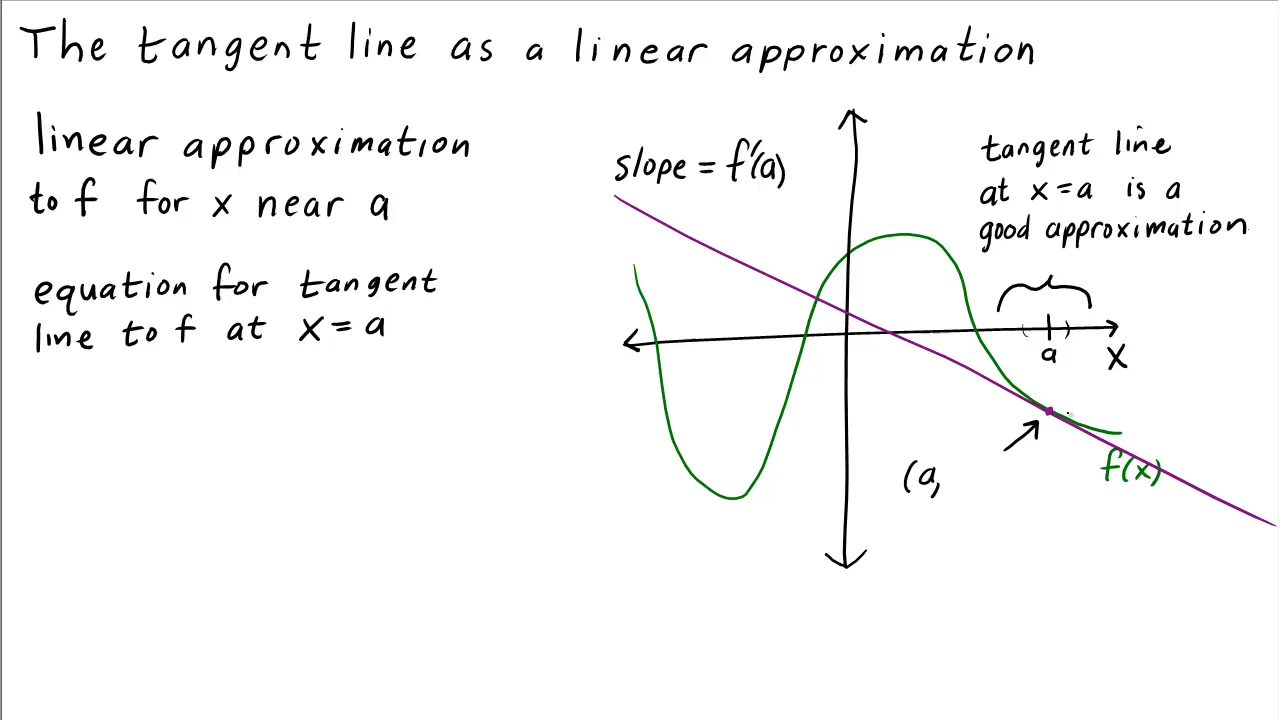 The tangent line as a linear approximation
linear approximation
to f for x near a
equation for tangent
line to f at x = a
slope = f'(a)
tangent line
at x = a is a
good approximation
a
x
(a,
f(x)